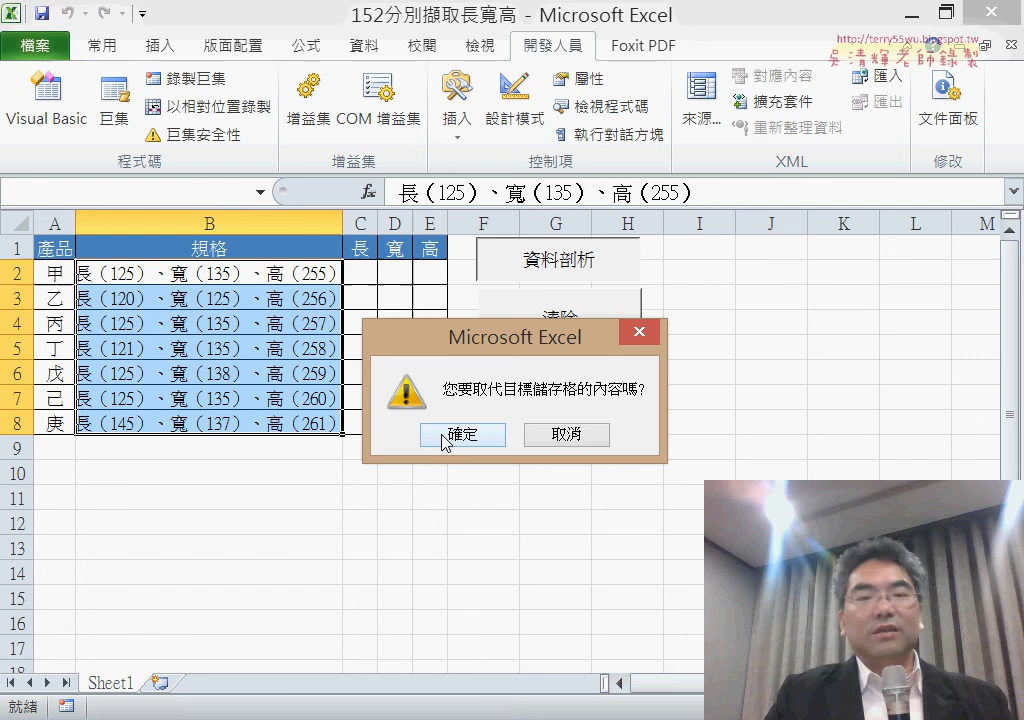 152分別擷取長寬高 - Microsoft Excel
檔案 常用 插入 版面配置 公式 資料 校閱 檢視 開發人員 Foxit PDF
http://terry55wu.blogspot.tw
吳清輝老師錄製
Visual Basic 巨集 錄製巨集 以相對位置錄製 巨集安全性
增益集 COM 增益集
插入 設計模式 屬性 檢視程式碼 執行對話方塊
來源... 對應內容 擴充套件 重新整理資料 匯入 匯出
文件面板
程式碼 增益集 控制項 XML 修改
fx 長（125）、寬（135）、高（255）
A B C D E F G H I J K L M
1 產品 規格 長 寬 高
2 甲 長（125）、寬（135）、高（255）
3 乙 長（120）、寬（125）、高（256）
4 丙 長（125）、寬（135）、高（257）
5 丁 長（121）、寬（135）、高（258）
6 戊 長（125）、寬（138）、高（259）
7 己 長（125）、寬（135）、高（260）
8 庚 長（145）、寬（137）、高（261）
9
10
11
12
13
14
15
16
17
18
資料剖析
清除
Microsoft Excel
您要取代目標儲存格的內容嗎?
確定 取消
Sheet1
就緒